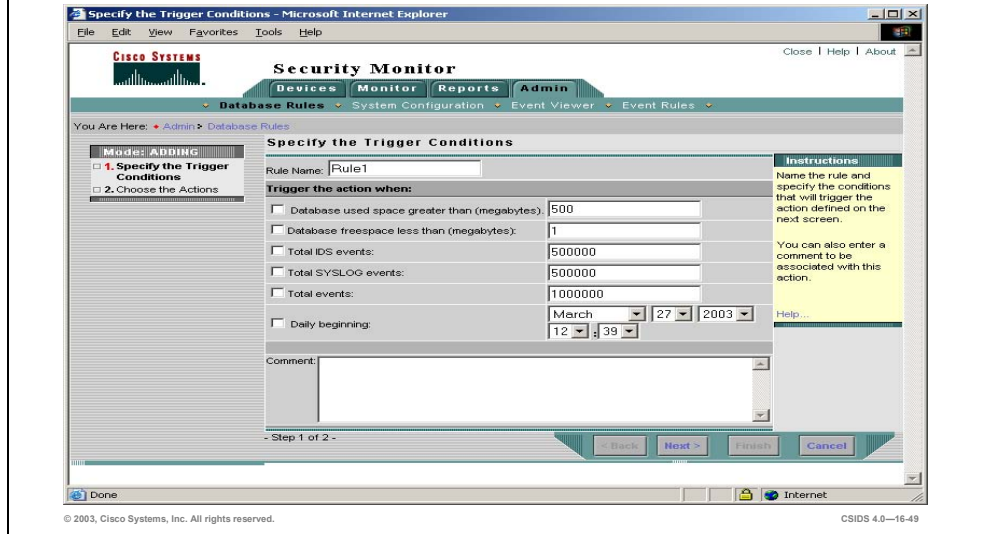 Specify the Trigger Conditions - Microsoft Internet Explorer
File Edit View Favorites Tools Help
Close | Help | About
CISCO SYSTEMS
Security Monitor
Devices Monitor Reports Admin
Database Rules System Configuration Event Viewer Event Rules
You Are Here: Admin > Database Rules
Mode: ADDING
1. Specify the Trigger Conditions
2. Choose the Actions
Specify the Trigger Conditions
Rule Name: Rule1
Trigger the action when:
Database used space greater than (megabytes): 500
Database freespace less than (megabytes): 1
Total IDS events: 500000
Total SYSLOG events: 500000
Total events: 1000000
Daily beginning: March 27 2003
12 : 39
Comment:
Instructions
Name the rule and
specify the conditions
that will trigger the
action defined on the
next screen.
You can also enter a
comment to be
associated with this
action.
Help...
- Step 1 of 2 -
< Back Next > Finish Cancel
Done Internet
© 2003, Cisco Systems, Inc. All rights reserved. CSIDS 4.0—16-49